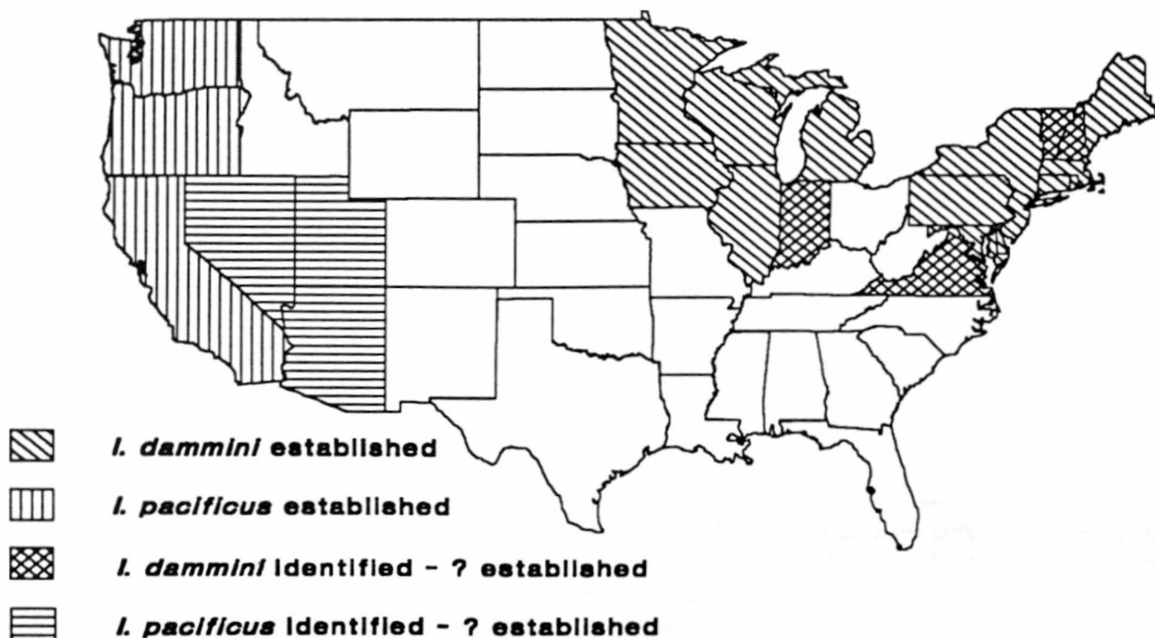 I. dammini established
I. pacificus established
I. dammini identified - ? established
I. pacificus identified - ? established